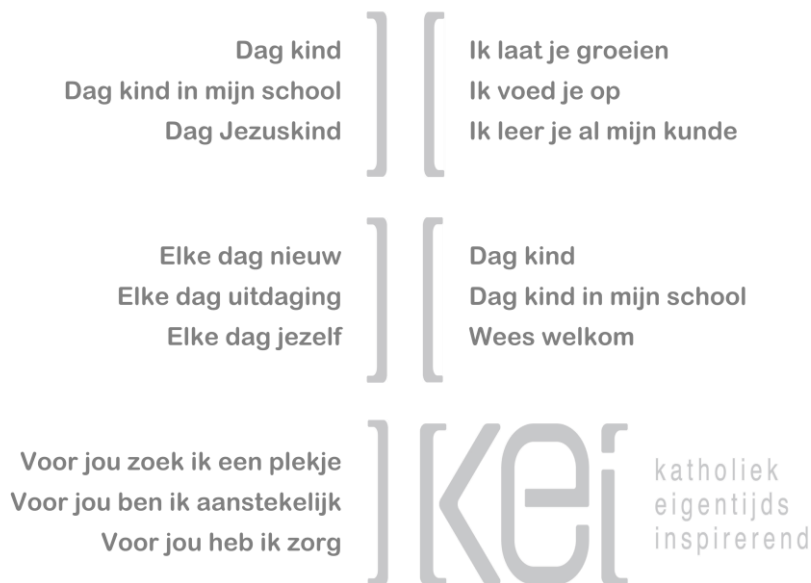 Dag kind
Dag kind in mijn school
Dag Jezuskind
Elke dag nieuw
Elke dag uitdaging
Elke dag jezelf
Voor jou zoek ik een plekje
Voor jou ben ik aanstekelijk
Voor jou heb ik zorg
Ik laat je groeien
Ik voed je op
Ik leer je al mijn kunde
Dag kind
Dag kind in mijn school
Wees welkom
kei
katholiek
eigentijds
inspirerend